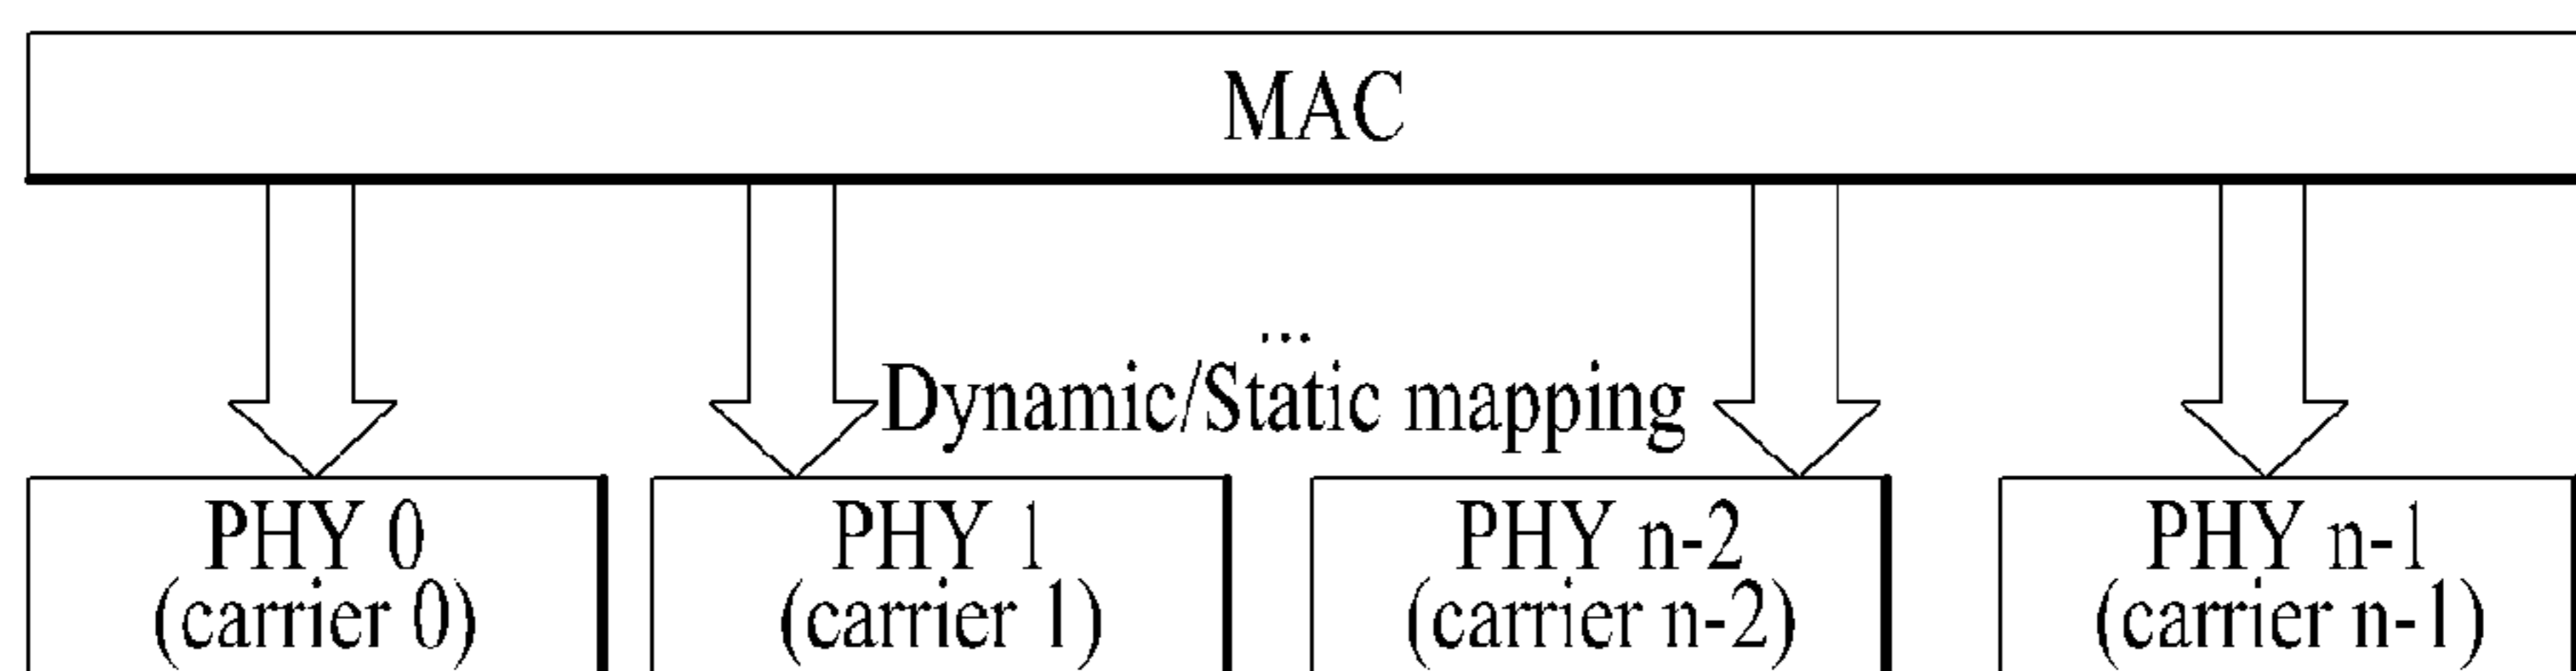 MAC
...
Dynamic/Static mapping
PHY 0
(carrier 0)
PHY 1
(carrier 1)
PHY n-2
(carrier n-2)
PHY n-1
(carrier n-1)